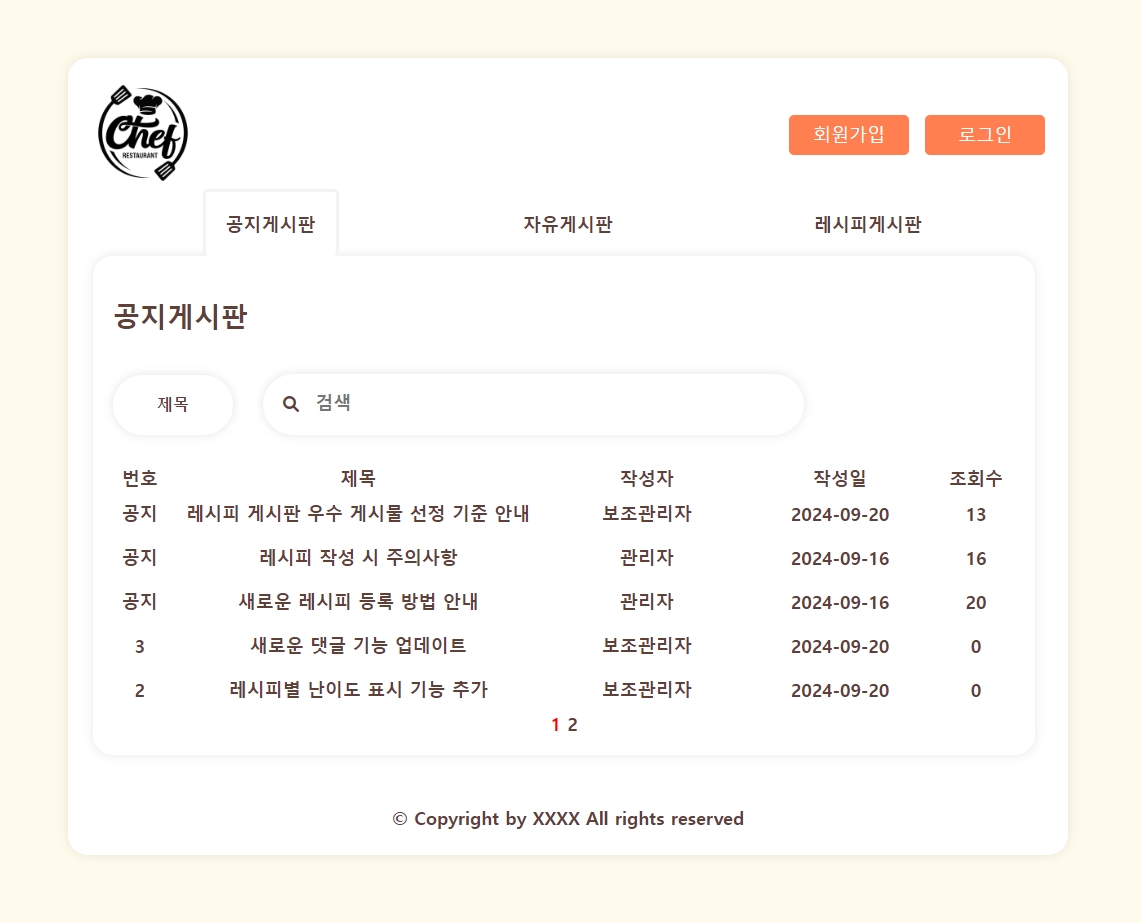 Chef
RESTAURANT
회원가입 로그인
공지게시판 자유게시판 레시피게시판
공지게시판
제목 검색
번호 제목 작성자 작성일 조회수
공지 레시피 게시판 우수 게시물 선정 기준 안내 보조관리자 2024-09-20 13
공지 레시피 작성 시 주의사항 관리자 2024-09-16 16
공지 새로운 레시피 등록 방법 안내 관리자 2024-09-16 20
3 새로운 댓글 기능 업데이트 보조관리자 2024-09-20 0
2 레시피별 난이도 표시 기능 추가 보조관리자 2024-09-20 0
1 2
© Copyright by XXXX All rights reserved